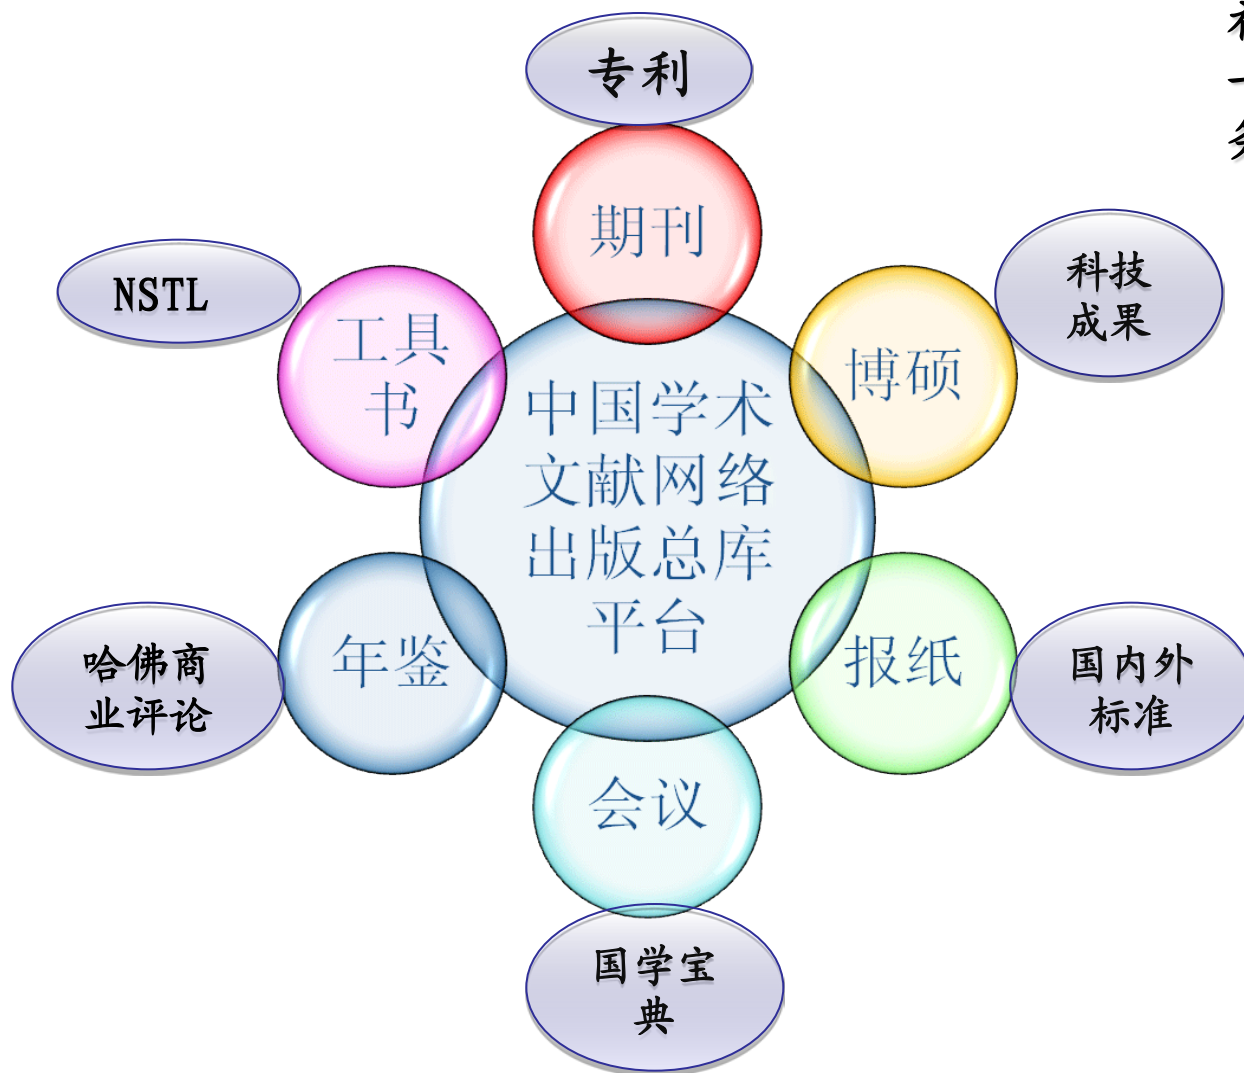 专利
期刊
NSTL
科技
成果
工具
书
博硕
中国学术
文献网络
出版总库
平台
年鉴
报纸
哈佛商
业评论
国内外
标准
会议
国学宝
典